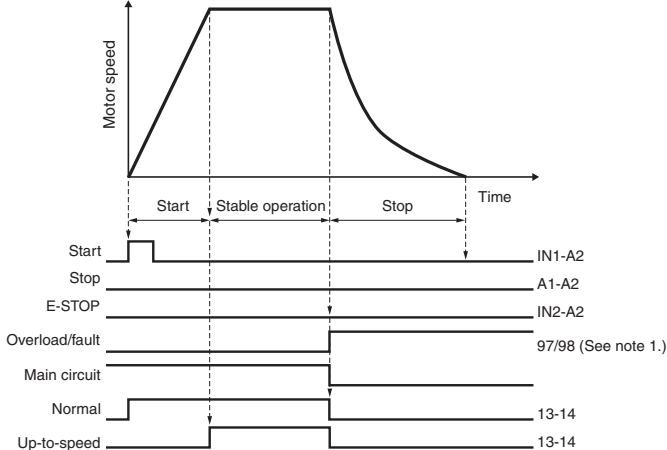 Motor speed
Time
Start Stable operation Stop
Start IN1-A2
Stop A1-A2
E-STOP IN2-A2
Overload/fault 97/98 (See note 1.)
Main circuit
Normal 13-14
Up-to-speed 13-14